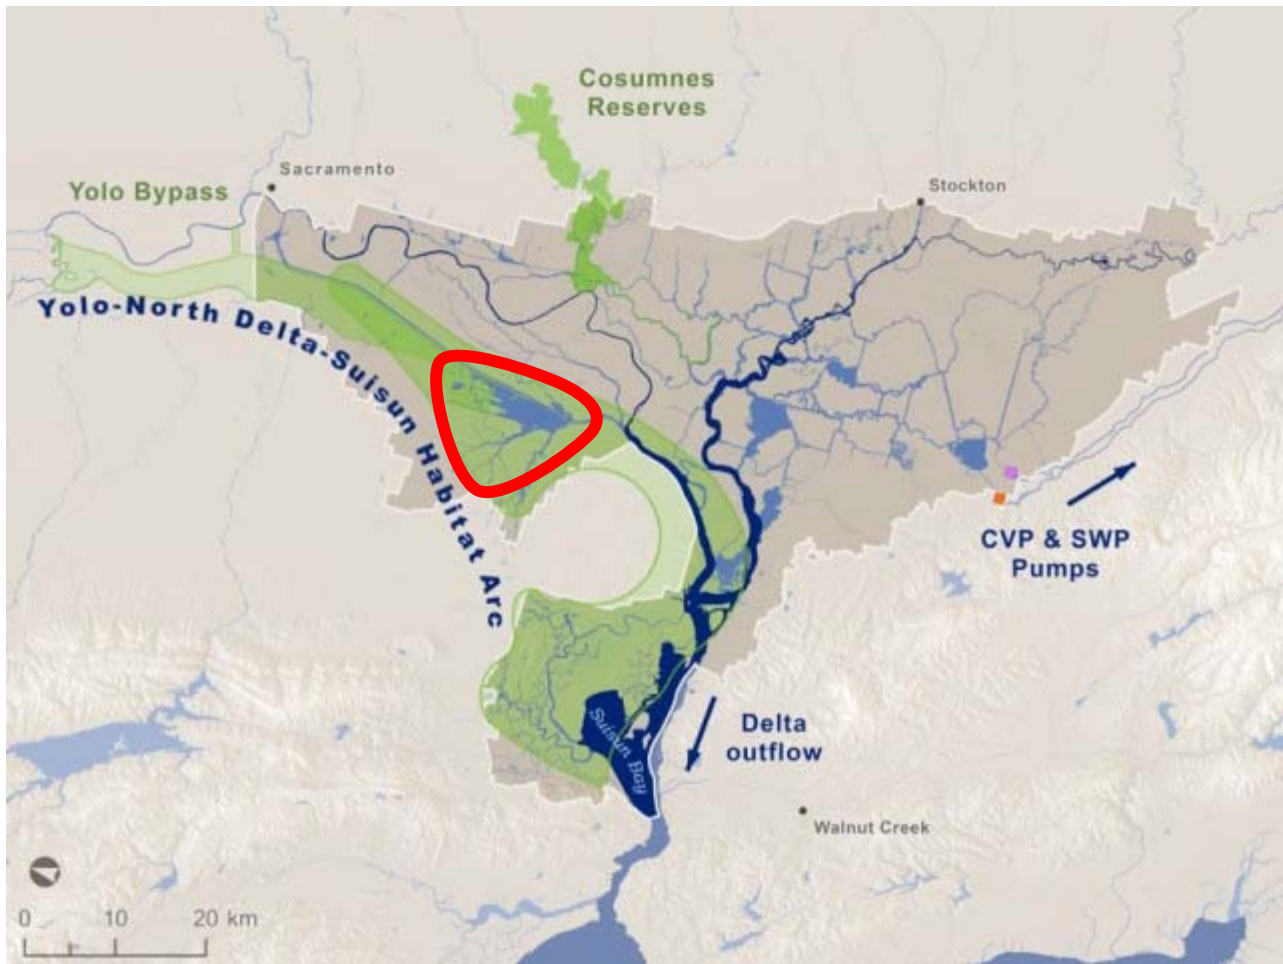 Cosumnes
Reserves
Sacramento
Yolo Bypass
Stockton
Yolo-North Delta-Suisun Habitat Arc
CVP & SWP
Pumps
Suisun Bay
Delta
outflow
Walnut Creek
0 10 20 km